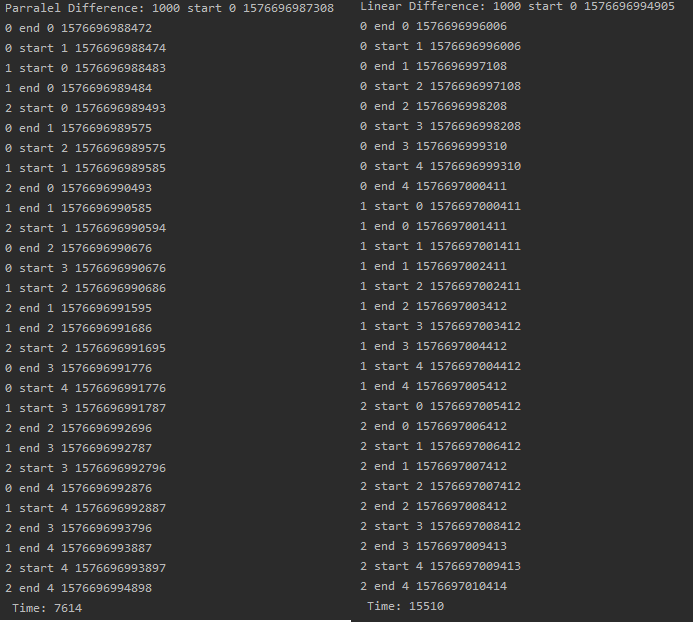 Parralel Difference: 1000 start 0 1576696987308
0 end 0 1576696988472
0 start 1 1576696988474
1 start 0 1576696988483
1 end 0 1576696989484
2 start 0 1576696989493
0 end 1 1576696989575
0 start 2 1576696989575
1 start 1 1576696989585
2 end 0 1576696990493
1 end 1 1576696990585
2 start 1 1576696990594
0 end 2 1576696990676
0 start 3 1576696990676
1 start 2 1576696990686
2 end 1 1576696991595
1 end 2 1576696991686
2 start 2 1576696991695
0 end 3 1576696991776
0 start 4 1576696991776
1 start 3 1576696991787
2 end 2 1576696992696
1 end 3 1576696992787
2 start 3 1576696992796
0 end 4 1576696992876
1 start 4 1576696992887
2 end 3 1576696993796
1 end 4 1576696993887
2 start 4 1576696993897
2 end 4 1576696994898
Time: 7614
Linear Difference: 1000 start 0 1576696994905
0 end 0 1576696996006
0 start 1 1576696996006
0 end 1 1576696997108
0 start 2 1576696997108
0 end 2 1576696998208
0 start 3 1576696998208
0 end 3 1576696999310
0 start 4 1576696999310
0 end 4 1576697000411
1 start 0 1576697000411
1 end 0 1576697001411
1 start 1 1576697001411
1 end 1 1576697002411
1 start 2 1576697002411
1 end 2 1576697003412
1 start 3 1576697003412
1 end 3 1576697004412
1 start 4 1576697004412
1 end 4 1576697005412
2 start 0 1576697005412
2 end 0 1576697006412
2 start 1 1576697006412
2 end 1 1576697007412
2 start 2 1576697007412
2 end 2 1576697008412
2 start 3 1576697008412
2 end 3 1576697009413
2 start 4 1576697009413
2 end 4 1576697010414
Time: 15510